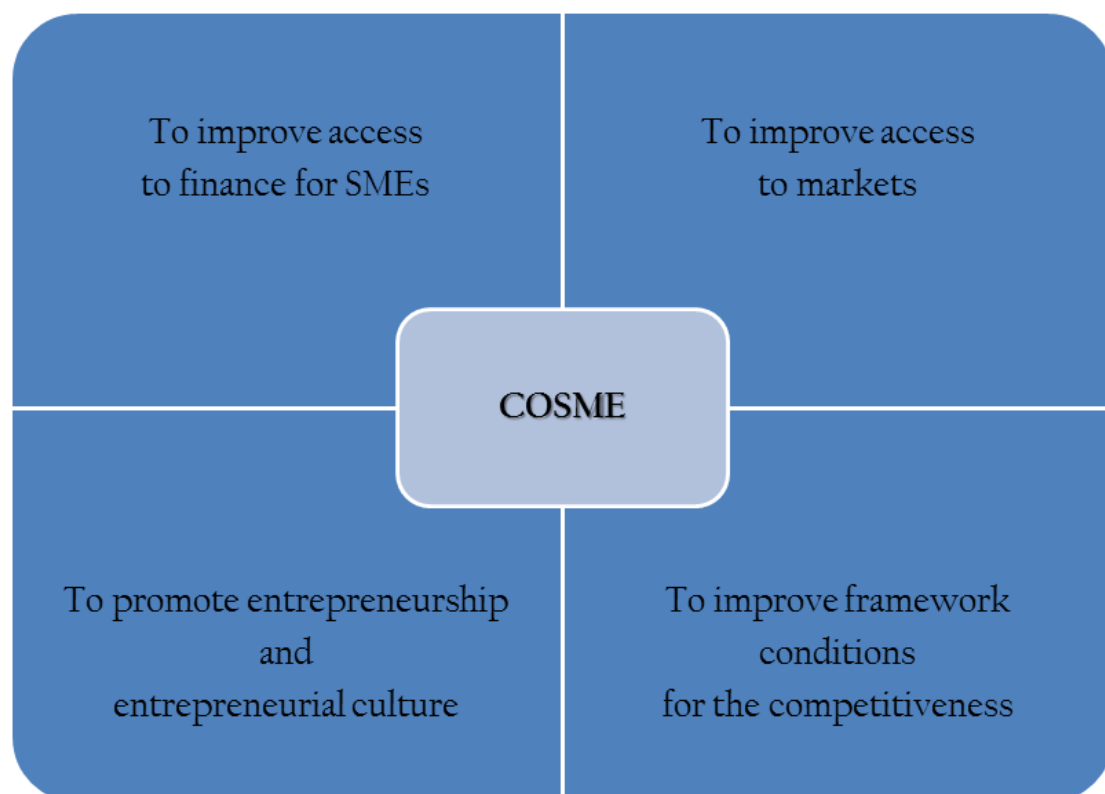 To improve access
to finance for SMEs
To improve access
to markets
COSME
To promote entrepreneurship
and
entrepreneurial culture
To improve framework
conditions
for the competitiveness